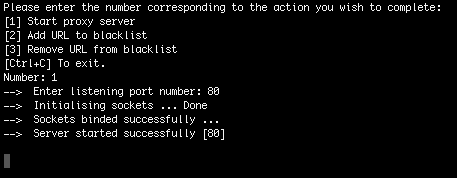 Please enter the number corresponding to the action you wish to complete:
[1] Start proxy server
[2] Add URL to blacklist
[3] Remove URL from blacklist
[Ctrl+C] To exit.
Number: 1
--> Enter listening port number: 80
--> Initialising sockets ... Done
--> Sockets binded successfully ...
--> Server started successfully [80]